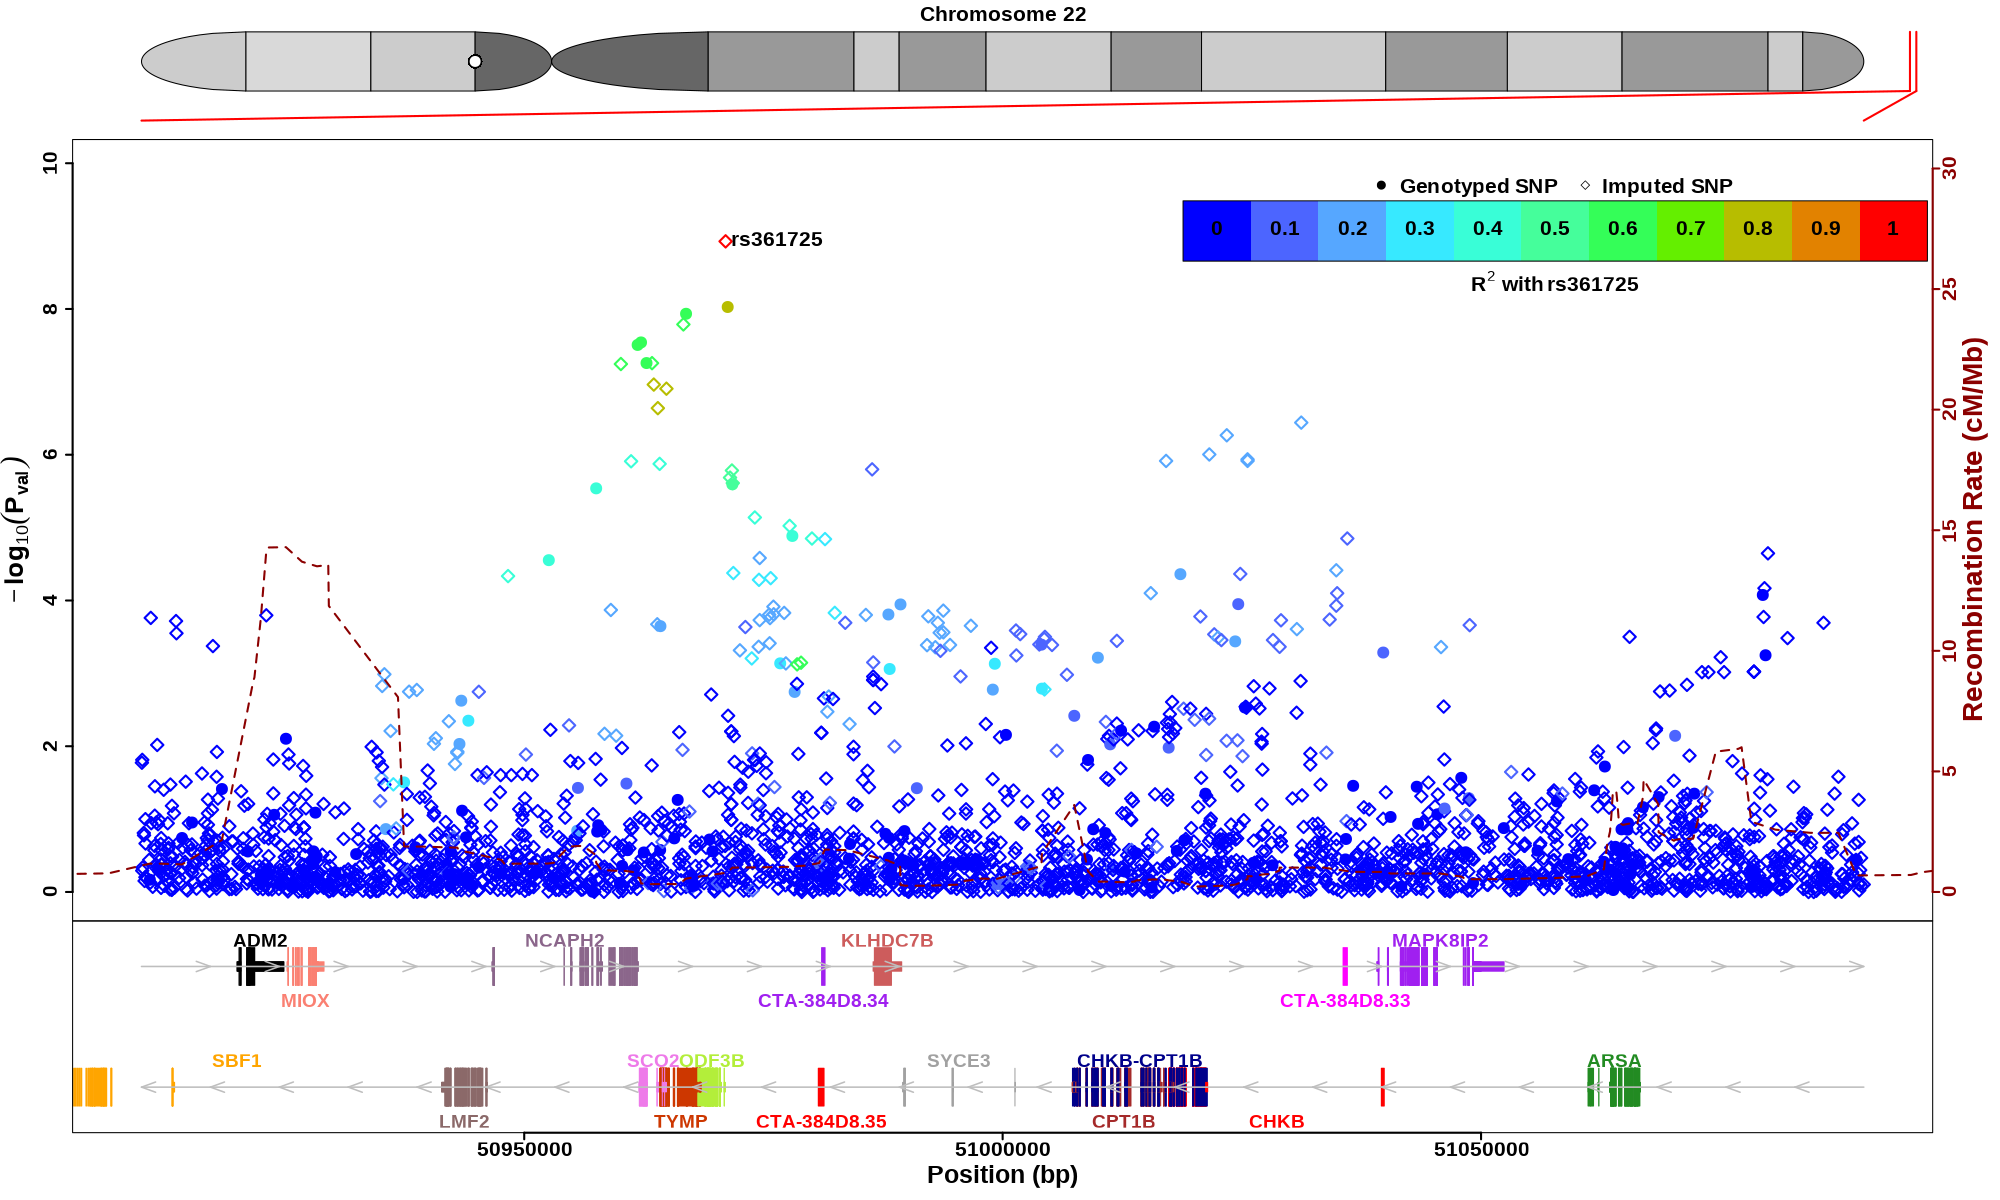 Chromosome 22
10
8
6
4
2
0
−log10(Pval)
30
25
20
15
10
5
0
Recombination Rate (cM/Mb)
Genotyped SNP
Imputed SNP
0 0.1 0.2 0.3 0.4 0.5 0.6 0.7 0.8 0.9 1
R2 with rs361725
rs361725
ADM2 NCAPH2 KLHDC7B MAPK8IP2
MIOX CTA-384D8.34 CTA-384D8.33
SBF1 SCO2 ODF3B SYCE3 CHKB-CPT1B ARSA
LMF2 TYMP CTA-384D8.35 CPT1B CHKB
50950000 51000000 51050000
Position (bp)